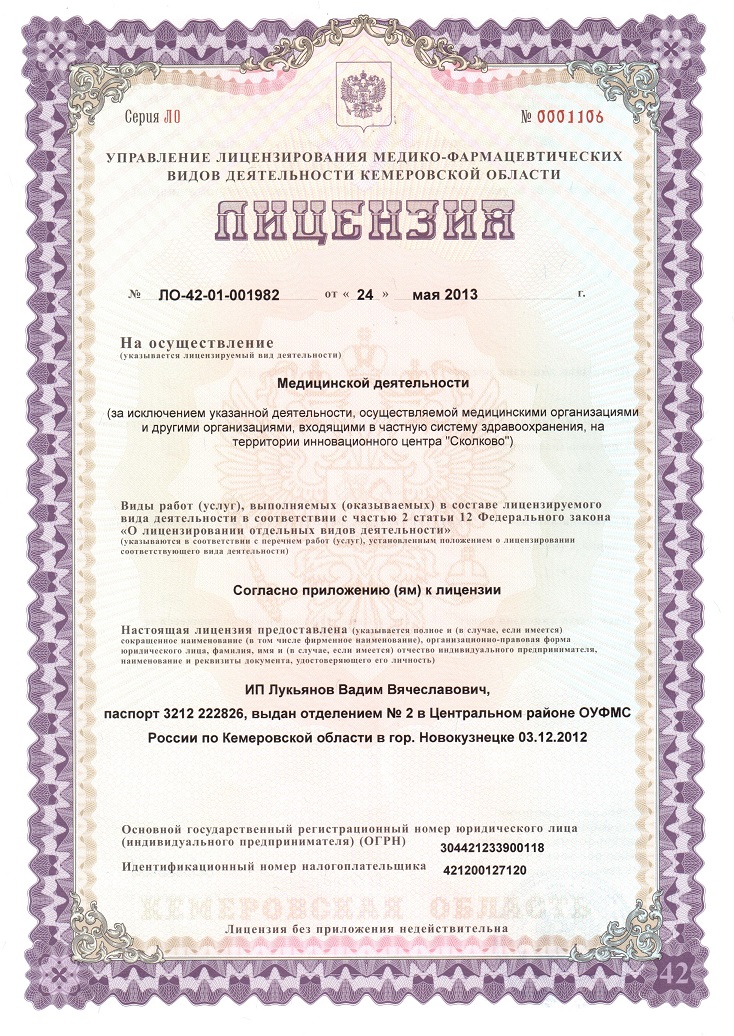 Серия ЛО
№ 0001106
УПРАВЛЕНИЕ ЛИЦЕНЗИРОВАНИЯ МЕДИКО-ФАРМАЦЕВТИЧЕСКИХ
ВИДОВ ДЕЯТЕЛЬНОСТИ КЕМЕРОВСКОЙ ОБЛАСТИ
ЛИЦЕНЗИЯ
№ ЛО-42-01-001982 от « 24 » мая 2013 г.
На осуществление
(указывается лицензируемый вид деятельности)
Медицинской деятельности
(за исключением указанной деятельности, осуществляемой медицинскими организациями
и другими организациями, входящими в частную систему здравоохранения, на
территории инновационного центра "Сколково")
Виды работ (услуг), выполняемых (оказываемых) в составе лицензируемого
вида деятельности в соответствии с частью 2 статьи 12 Федерального закона
«О лицензировании отдельных видов деятельности»
(указываются в соответствии с перечнем работ (услуг), установленным положением о лицензировании
соответствующего вида деятельности)
Согласно приложению (ям) к лицензии
Настоящая лицензия предоставлена (указывается полное и (в случае, если имеется)
сокращенное наименование (в том числе фирменное наименование), организационно-правовая форма
юридического лица, фамилия, имя и (в случае, если имеется) отчество индивидуального предпринимателя,
наименование и реквизиты документа, удостоверяющего его личность)
ИП Лукьянов Вадим Вячеславович,
паспорт 3212 222826, выдан отделением № 2 в Центральном районе ОУФМС
России по Кемеровской области в гор. Новокузнецке 03.12.2012
Основной государственный регистрационный номер юридического лица
(индивидуального предпринимателя) (ОГРН) 304421233900118
Идентификационный номер налогоплательщика 421200127120
КЕМЕРОВСКАЯ ОБЛАСТЬ
Лицензия без приложения недействительна
42